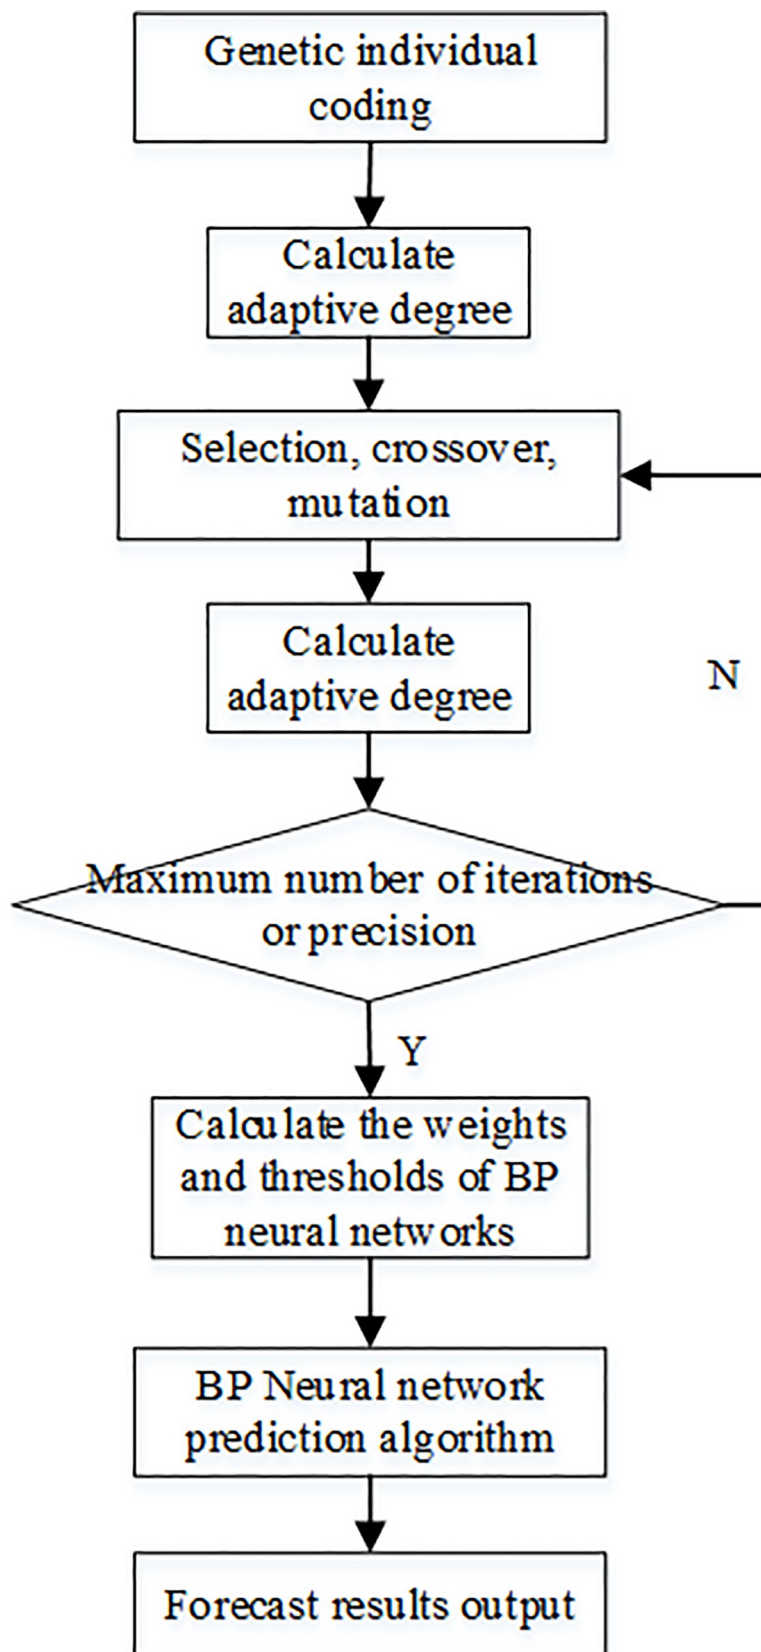 Genetic individual
coding
Calculate
adaptive degree
Selection, crossover,
mutation
Calculate
adaptive degree
N
Maximum number of iterations
or precision
Y
Calculate the weights
and thresholds of BP
neural networks
BP Neural network
prediction algorithm
Forecast results output